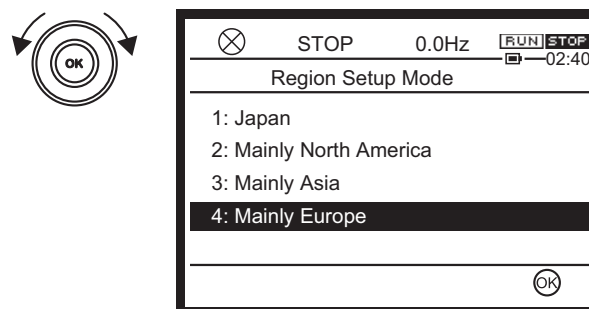 OK
STOP 0.0Hz RUN STOP
02:40
Region Setup Mode
1: Japan
2: Mainly North America
3: Mainly Asia
4: Mainly Europe
OK